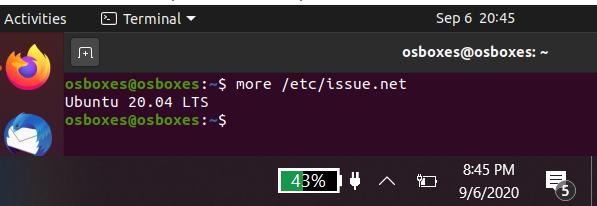 Activities Terminal Sep 6 20:45
osboxes@osboxes: ~
osboxes@osboxes:~$ more /etc/issue.net
Ubuntu 20.04 LTS
osboxes@osboxes:~$
43% 8:45 PM
9/6/2020 5